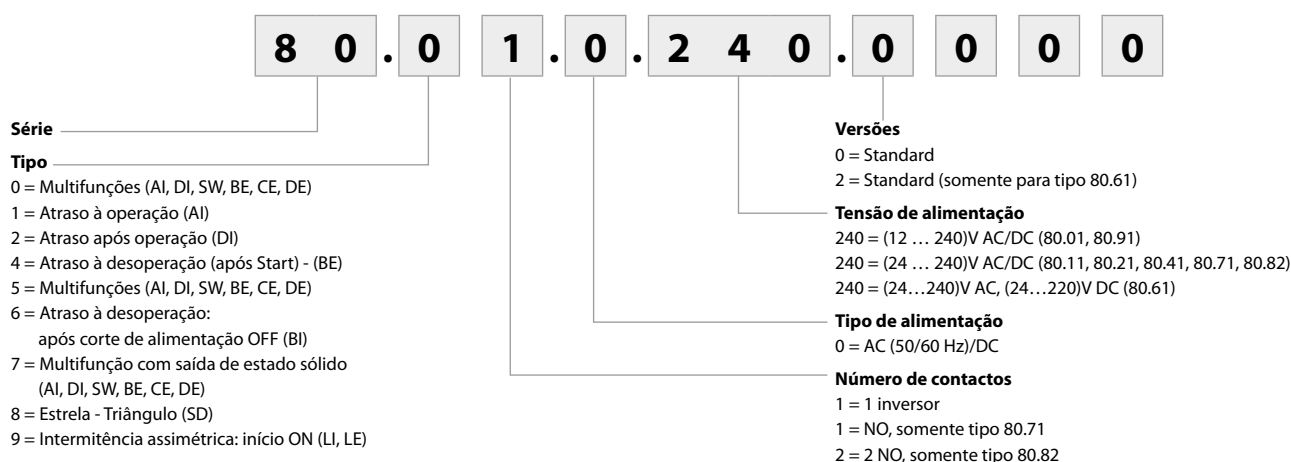 8 0 . 0 1 . 0 . 2 4 0 . 0 0 0 0
Série
Tipo
0 = Multifunções (AI, DI, SW, BE, CE, DE)
1 = Atraso à operação (AI)
2 = Atraso após operação (DI)
4 = Atraso à desoperação (após Start) - (BE)
5 = Multifunções (AI, DI, SW, BE, CE, DE)
6 = Atraso à desoperação:
após corte de alimentação OFF (BI)
7 = Multifunção com saída de estado sólido
(AI, DI, SW, BE, CE, DE)
8 = Estrela - Triângulo (SD)
9 = Intermitência assimétrica: início ON (LI, LE)
Versões
0 = Standard
2 = Standard (somente para tipo 80.61)
Tensão de alimentação
240 = (12 … 240)V AC/DC (80.01, 80.91)
240 = (24 … 240)V AC/DC (80.11, 80.21, 80.41, 80.71, 80.82)
240 = (24…240)V AC, (24…220)V DC (80.61)
Tipo de alimentação
0 = AC (50/60 Hz)/DC
Número de contactos
1 = 1 inversor
1 = NO, somente tipo 80.71
2 = 2 NO, somente tipo 80.82